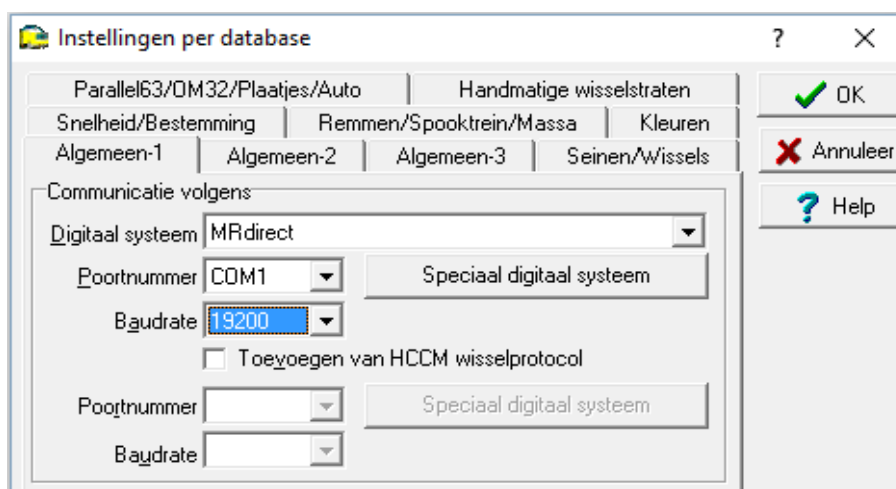 Instellingen per database
?
Parallel63/OM32/Plaatjes/Auto Handmatige wisselstraten
Snelheid/Bestemming Remmen/Spooktrein/Massa Kleuren
Algemeen-1 Algemeen-2 Algemeen-3 Seinen/Wissels
OK
Annuleer
? Help
Communicatie volgens
Digitaal systeem MRdirect
Poortnummer COM1 Speciaal digitaal systeem
Baudrate 19200
Toevoegen van HCCM wisselprotocol
Poortnummer Speciaal digitaal systeem
Baudrate